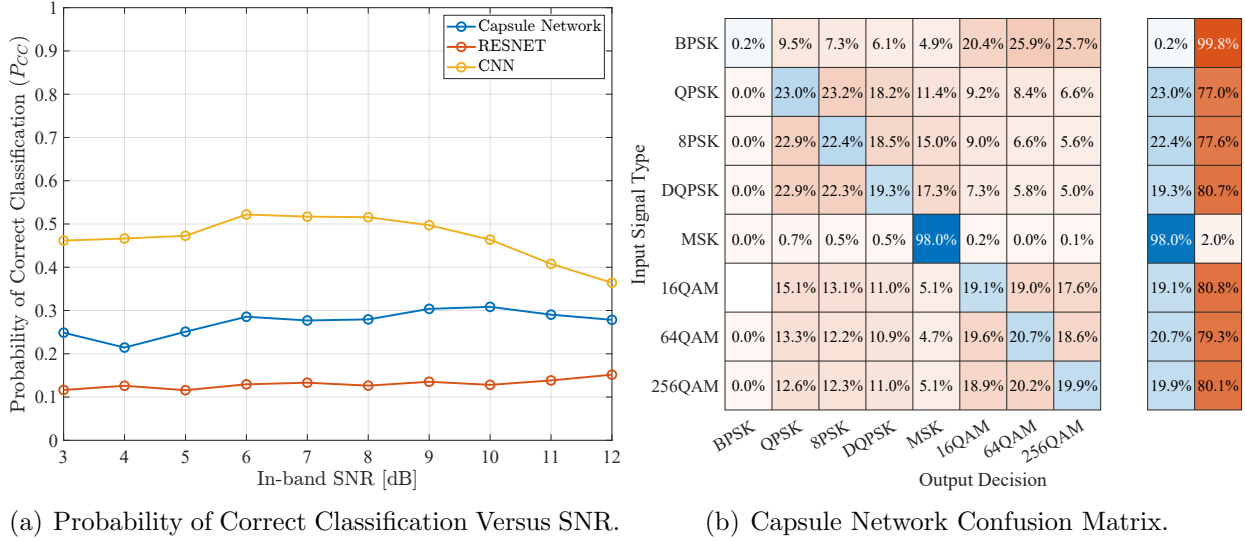 Probability of Correct Classification (P_CC)
1
0.9
0.8
0.7
0.6
0.5
0.4
0.3
0.2
0.1
0
Capsule Network
RESNET
CNN
3 4 5 6 7 8 9 10 11 12
In-band SNR [dB]
(a) Probability of Correct Classification Versus SNR.
Input Signal Type
BPSK 0.2% 9.5% 7.3% 6.1% 4.9% 20.4% 25.9% 25.7% 0.2% 99.8%
QPSK 0.0% 23.0% 23.2% 18.2% 11.4% 9.2% 8.4% 6.6% 23.0% 77.0%
8PSK 0.0% 22.9% 22.4% 18.5% 15.0% 9.0% 6.6% 5.6% 22.4% 77.6%
DQPSK 0.0% 22.9% 22.3% 19.3% 17.3% 7.3% 5.8% 5.0% 19.3% 80.7%
MSK 0.0% 0.7% 0.5% 0.5% 98.0% 0.2% 0.0% 0.1% 98.0% 2.0%
16QAM 15.1% 13.1% 11.0% 5.1% 19.1% 19.0% 17.6% 19.1% 80.8%
64QAM 0.0% 13.3% 12.2% 10.9% 4.7% 19.6% 20.7% 18.6% 20.7% 79.3%
256QAM 0.0% 12.6% 12.3% 11.0% 5.1% 18.9% 20.2% 19.9% 19.9% 80.1%
BPSK QPSK 8PSK DQPSK MSK 16QAM 64QAM 256QAM
Output Decision
(b) Capsule Network Confusion Matrix.